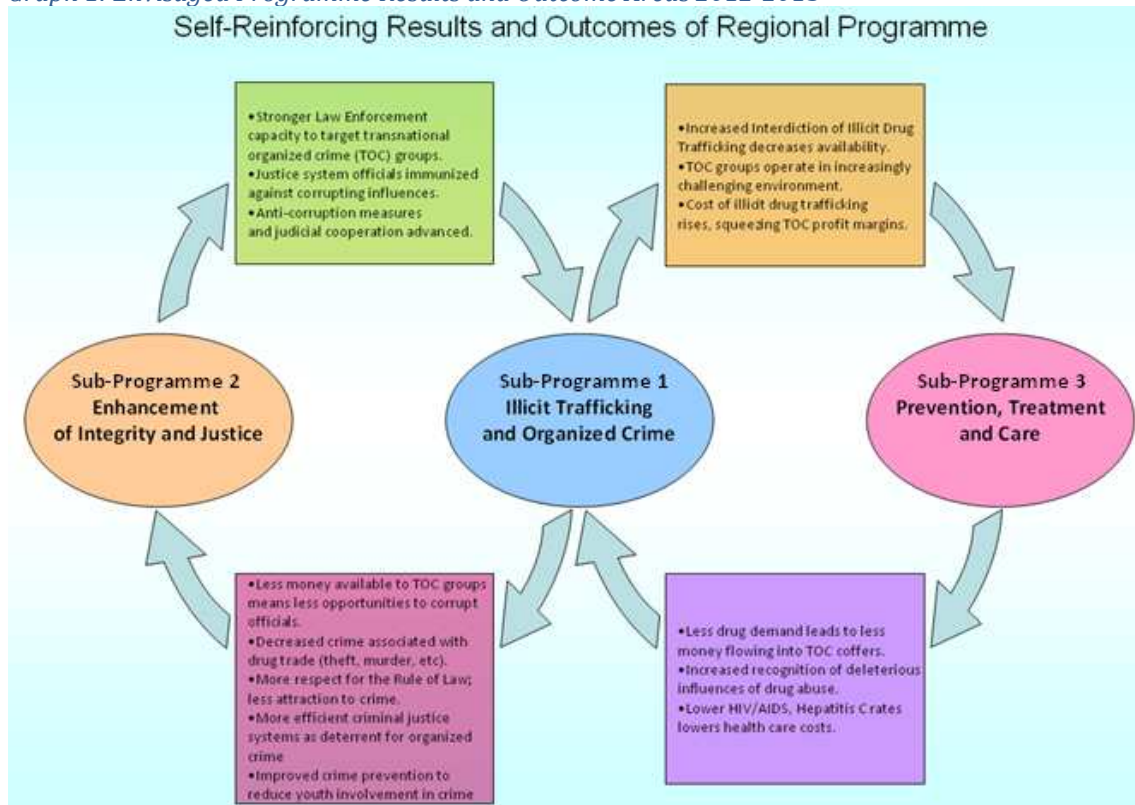 Self-Reinforcing Results and Outcomes of Regional Programme
•Stronger Law Enforcement
capacity to target transnational
organized crime (TOC) groups.
•Justice system officials immunized
against corrupting influences.
•Anti-corruption measures
and judicial cooperation advanced.
•Increased Interdiction of Illicit Drug
Trafficking decreases availability.
•TOC groups operate in increasingly
challenging environment.
•Cost of illicit drug trafficking
rises, squeezing TOC profit margins.
Sub-Programme 2
Enhancement
of Integrity and Justice
Sub-Programme 1
Illicit Trafficking
and Organized Crime
Sub-Programme 3
Prevention, Treatment
and Care
•Less money available to TOC groups
means less opportunities to corrupt
officials.
•Decreased crime associated with
drug trade (theft, murder, etc).
•More respect for the Rule of Law;
less attraction to crime.
•More efficient criminal justice
systems as deterrent for organized
crime
•Improved crime prevention to
reduce youth involvement in crime
•Less drug demand leads to less
money flowing into TOC coffers.
•Increased recognition of deleterious
influences of drug abuse.
•Lower HIV/AIDS, Hepatitis C rates
lowers health care costs.